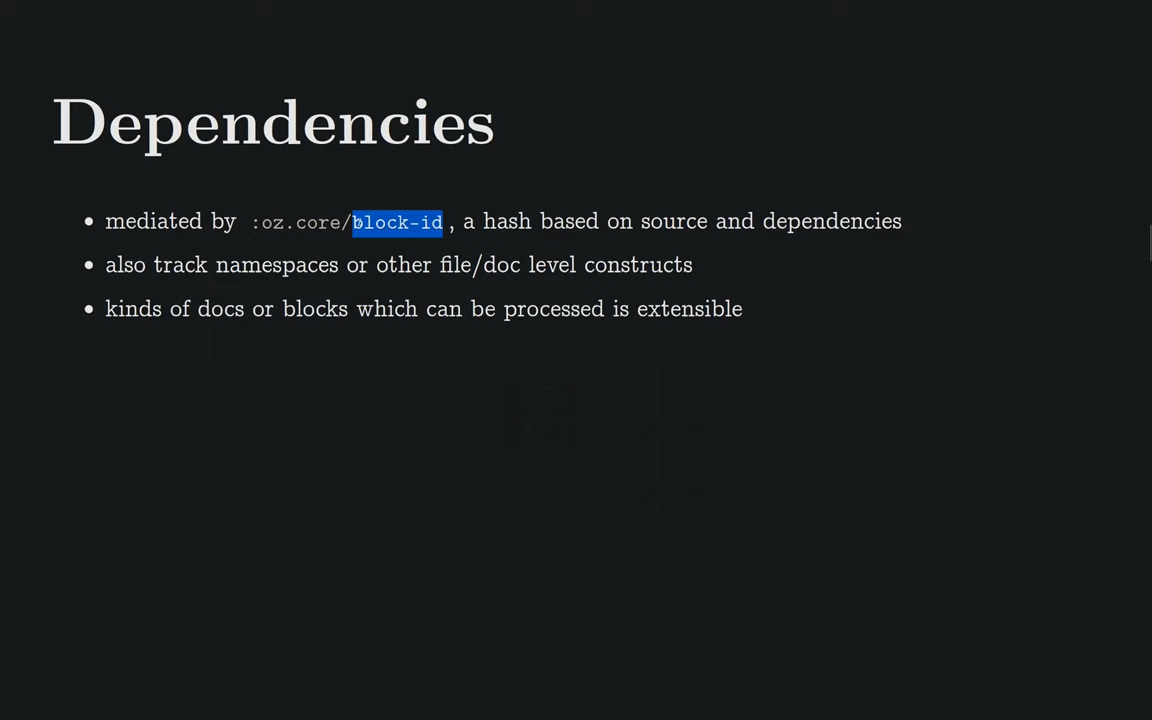 Dependencies
• mediated by :oz.core/block-id , a hash based on source and dependencies
• also track namespaces or other file/doc level constructs
• kinds of docs or blocks which can be processed is extensible